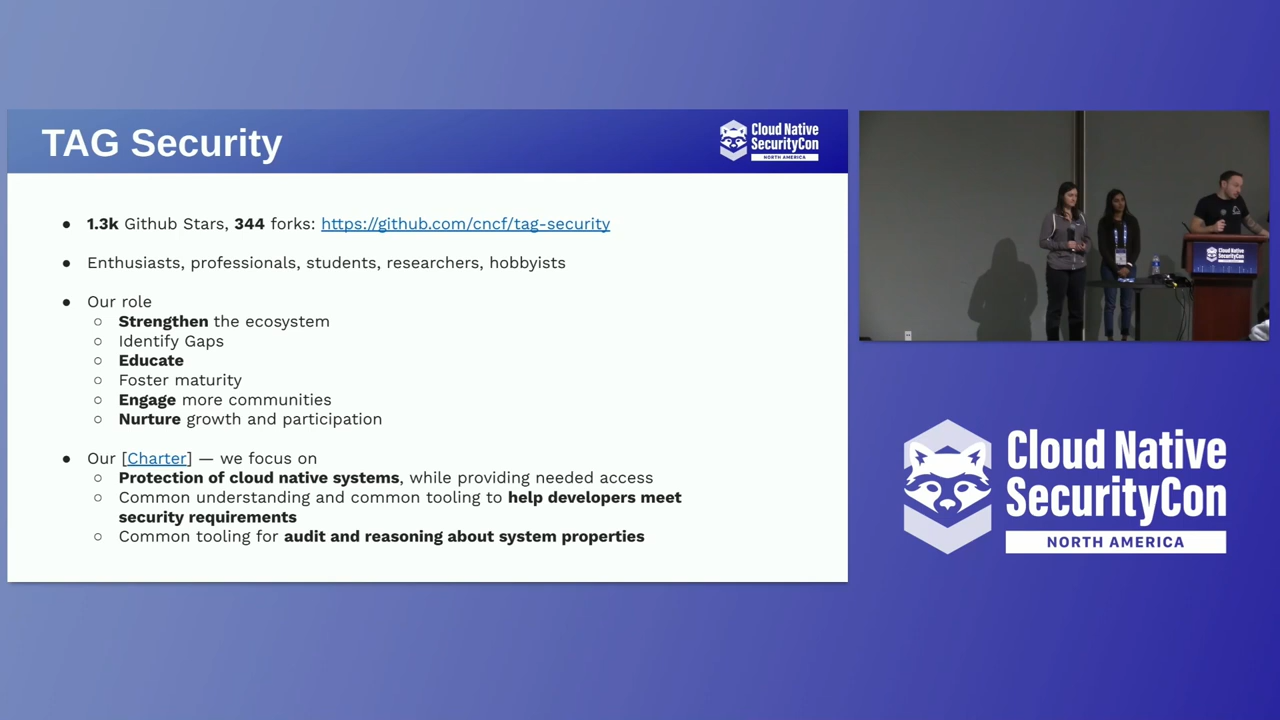 TAG Security
Cloud Native
SecurityCon
NORTH AMERICA
● 1.3k Github Stars, 344 forks: https://github.com/cncf/tag-security
● Enthusiasts, professionals, students, researchers, hobbyists
● Our role
○ Strengthen the ecosystem
○ Identify Gaps
○ Educate
○ Foster maturity
○ Engage more communities
○ Nurture growth and participation
● Our [Charter] — we focus on
○ Protection of cloud native systems, while providing needed access
○ Common understanding and common tooling to help developers meet
security requirements
○ Common tooling for audit and reasoning about system properties
Cloud Native
SecurityCon
Cloud Native
SecurityCon
NORTH AMERICA